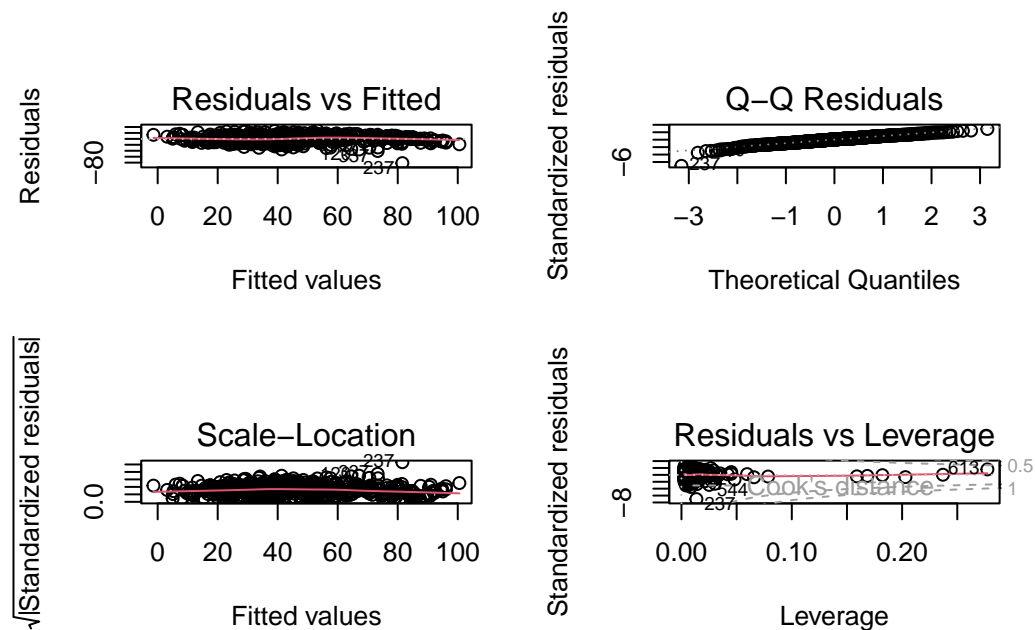 Residuals vs Fitted
Residuals
−80
237
0 20 40 60 80 100
Fitted values
Q−Q Residuals
Standardized residuals
−6
237
−3 −1 0 1 2 3
Theoretical Quantiles
Scale−Location
√|Standardized residuals|
0.0
237
0 20 40 60 80 100
Fitted values
Residuals vs Leverage
Standardized residuals
−8
613
0.5
1
544
Cook's distance
237
0.00 0.10 0.20
Leverage